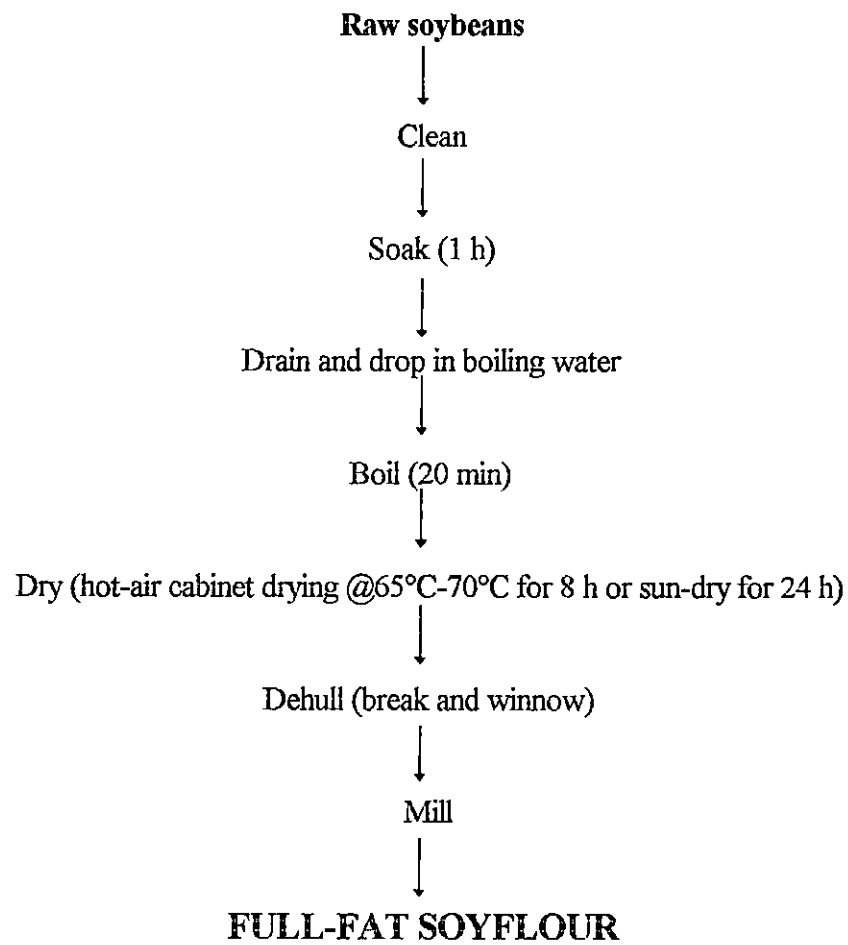 Raw soybeans
Clean
Soak (1 h)
Drain and drop in boiling water
Boil (20 min)
Dry (hot-air cabinet drying @65°C-70°C for 8 h or sun-dry for 24 h)
Dehull (break and winnow)
Mill
FULL-FAT SOYFLOUR